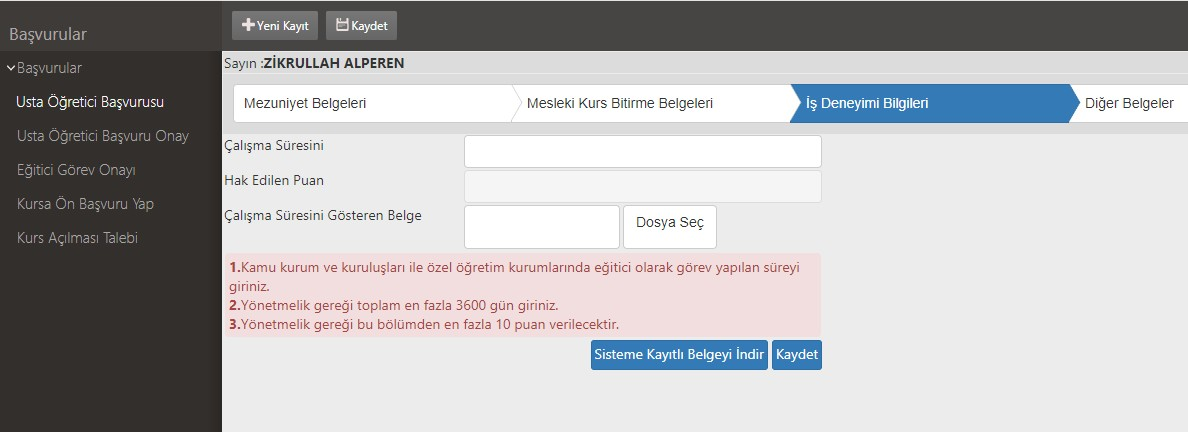 Başvurular
Yeni Kayıt Kaydet
Başvurular
Usta Öğretici Başvurusu
Usta Öğretici Başvuru Onay
Eğitici Görev Onayı
Kursa Ön Başvuru Yap
Kurs Açılması Talebi
Sayın :ZİKRULLAH ALPEREN
Mezuniyet Belgeleri Mesleki Kurs Bitirme Belgeleri İş Deneyimi Bilgileri Diğer Belgeler
Çalışma Süresini
Hak Edilen Puan
Çalışma Süresini Gösteren Belge Dosya Seç
1.Kamu kurum ve kuruluşları ile özel öğretim kurumlarında eğitici olarak görev yapılan süreyi
giriniz.
2.Yönetmelik gereği toplam en fazla 3600 gün giriniz.
3.Yönetmelik gereği bu bölümden en fazla 10 puan verilecektir.
Sisteme Kayıtlı Belgeyi İndir Kaydet